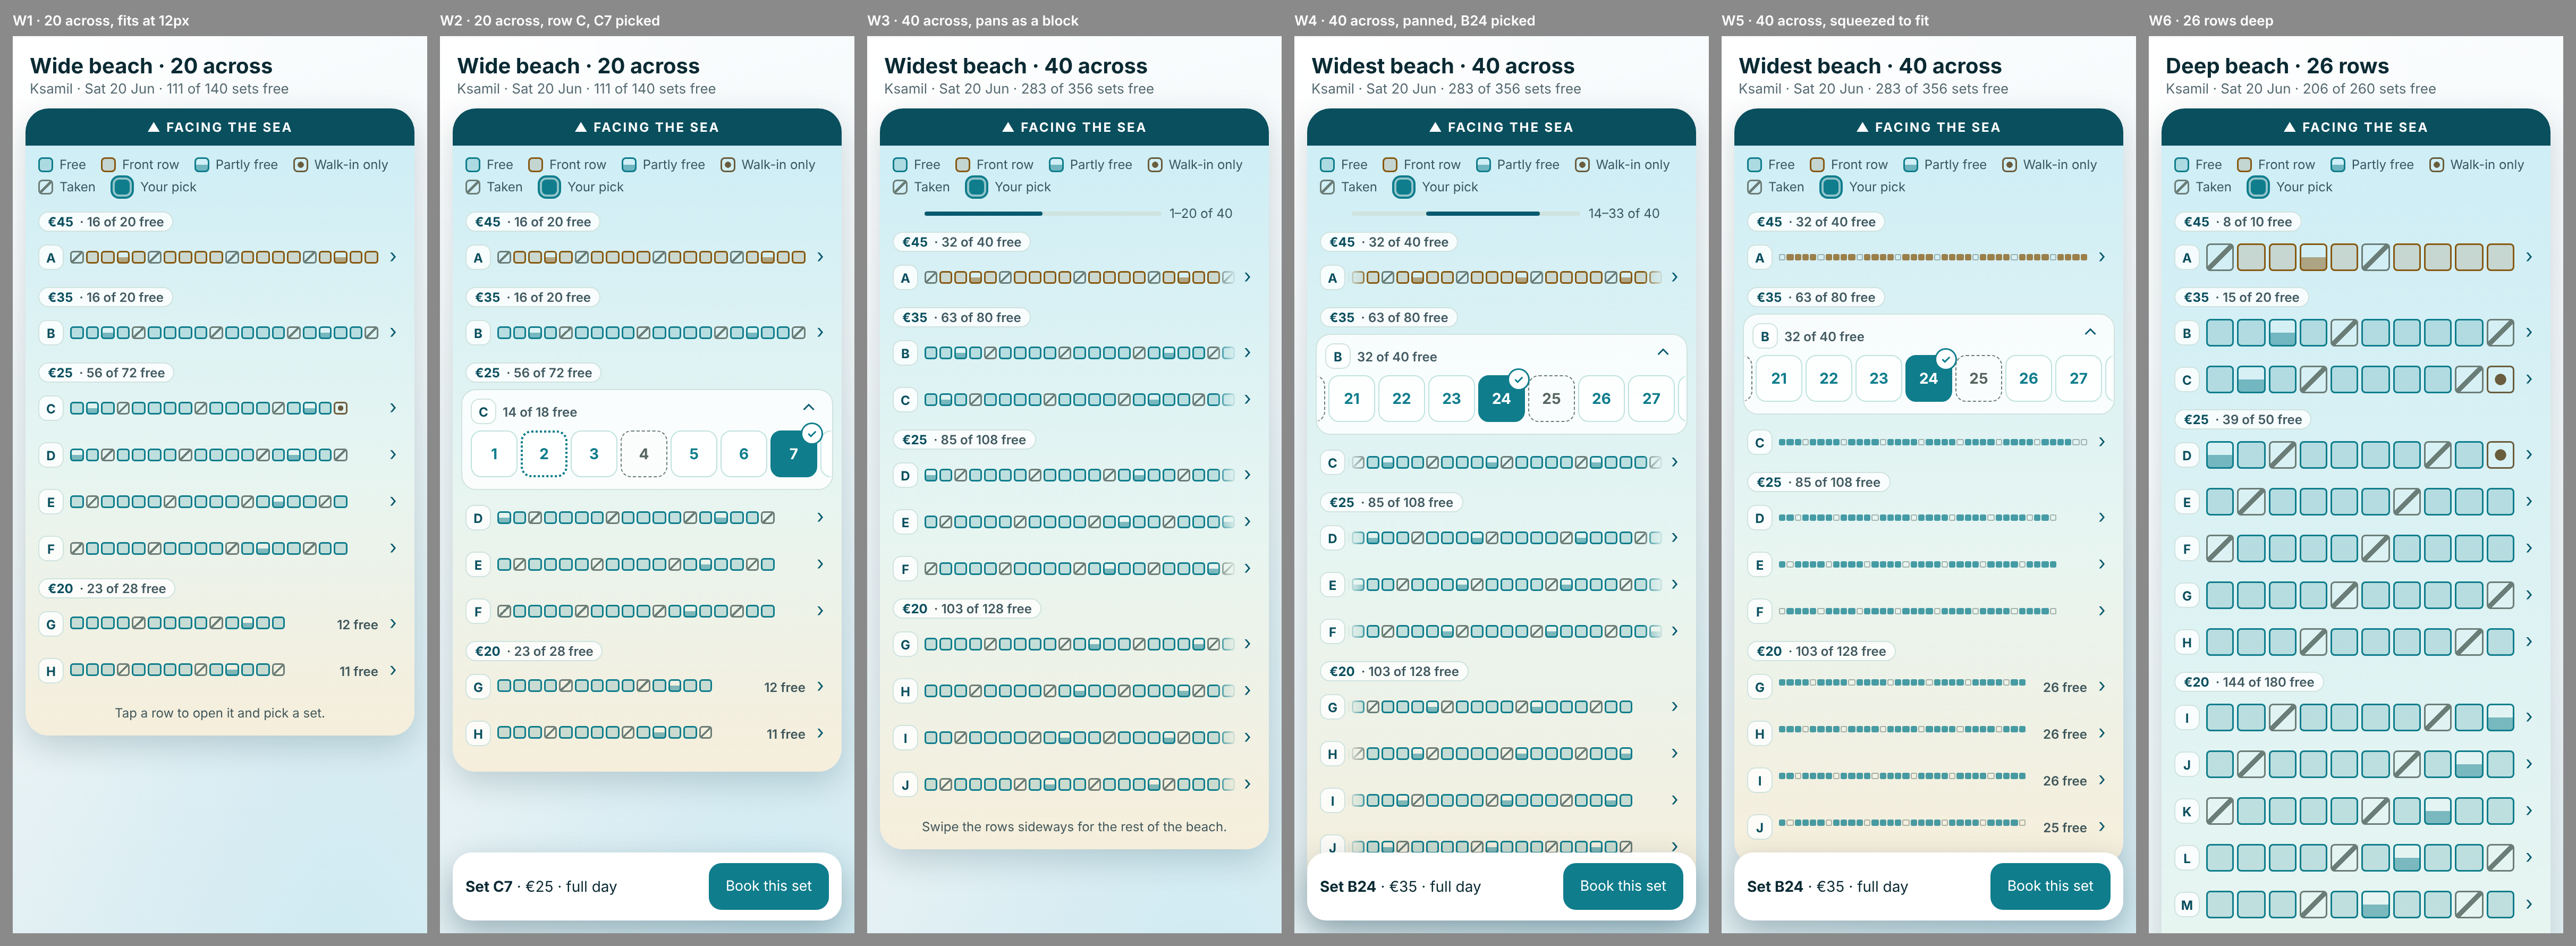 W1 · 20 across, fits at 12px
Wide beach · 20 across
Ksamil · Sat 20 Jun · 111 of 140 sets free
▲ FACING THE SEA
Free Front row Partly free Walk-in only
Taken Your pick
€45 · 16 of 20 free
A
€35 · 16 of 20 free
B
€25 · 56 of 72 free
C
D
E
F
€20 · 23 of 28 free
G 12 free
H 11 free
Tap a row to open it and pick a set.
W2 · 20 across, row C, C7 picked
Wide beach · 20 across
Ksamil · Sat 20 Jun · 111 of 140 sets free
▲ FACING THE SEA
Free Front row Partly free Walk-in only
Taken Your pick
€45 · 16 of 20 free
A
€35 · 16 of 20 free
B
€25 · 56 of 72 free
C 14 of 18 free
1 2 3 4 5 6 7
D
E
F
€20 · 23 of 28 free
G 12 free
H 11 free
Set C7 · €25 · full day
Book this set
W3 · 40 across, pans as a block
Widest beach · 40 across
Ksamil · Sat 20 Jun · 283 of 356 sets free
▲ FACING THE SEA
Free Front row Partly free Walk-in only
Taken Your pick
1–20 of 40
€45 · 32 of 40 free
A
€35 · 63 of 80 free
B
C
€25 · 85 of 108 free
D
E
F
€20 · 103 of 128 free
G
H
I
J
Swipe the rows sideways for the rest of the beach.
W4 · 40 across, panned, B24 picked
Widest beach · 40 across
Ksamil · Sat 20 Jun · 283 of 356 sets free
▲ FACING THE SEA
Free Front row Partly free Walk-in only
Taken Your pick
14–33 of 40
€45 · 32 of 40 free
A
€35 · 63 of 80 free
B 32 of 40 free
21 22 23 24 25 26 27
C
€25 · 85 of 108 free
D
E
F
€20 · 103 of 128 free
G
H
I
J
Set B24 · €35 · full day
Book this set
W5 · 40 across, squeezed to fit
Widest beach · 40 across
Ksamil · Sat 20 Jun · 283 of 356 sets free
▲ FACING THE SEA
Free Front row Partly free Walk-in only
Taken Your pick
€45 · 32 of 40 free
A
€35 · 63 of 80 free
B 32 of 40 free
21 22 23 24 25 26 27
C
€25 · 85 of 108 free
D
E
F
€20 · 103 of 128 free
G 26 free
H 26 free
I 26 free
J 25 free
Set B24 · €35 · full day
Book this set
W6 · 26 rows deep
Deep beach · 26 rows
Ksamil · Sat 20 Jun · 206 of 260 sets free
▲ FACING THE SEA
Free Front row Partly free Walk-in only
Taken Your pick
€45 · 8 of 10 free
A
€35 · 15 of 20 free
B
C
€25 · 39 of 50 free
D
E
F
G
H
€20 · 144 of 180 free
I
J
K
L
M